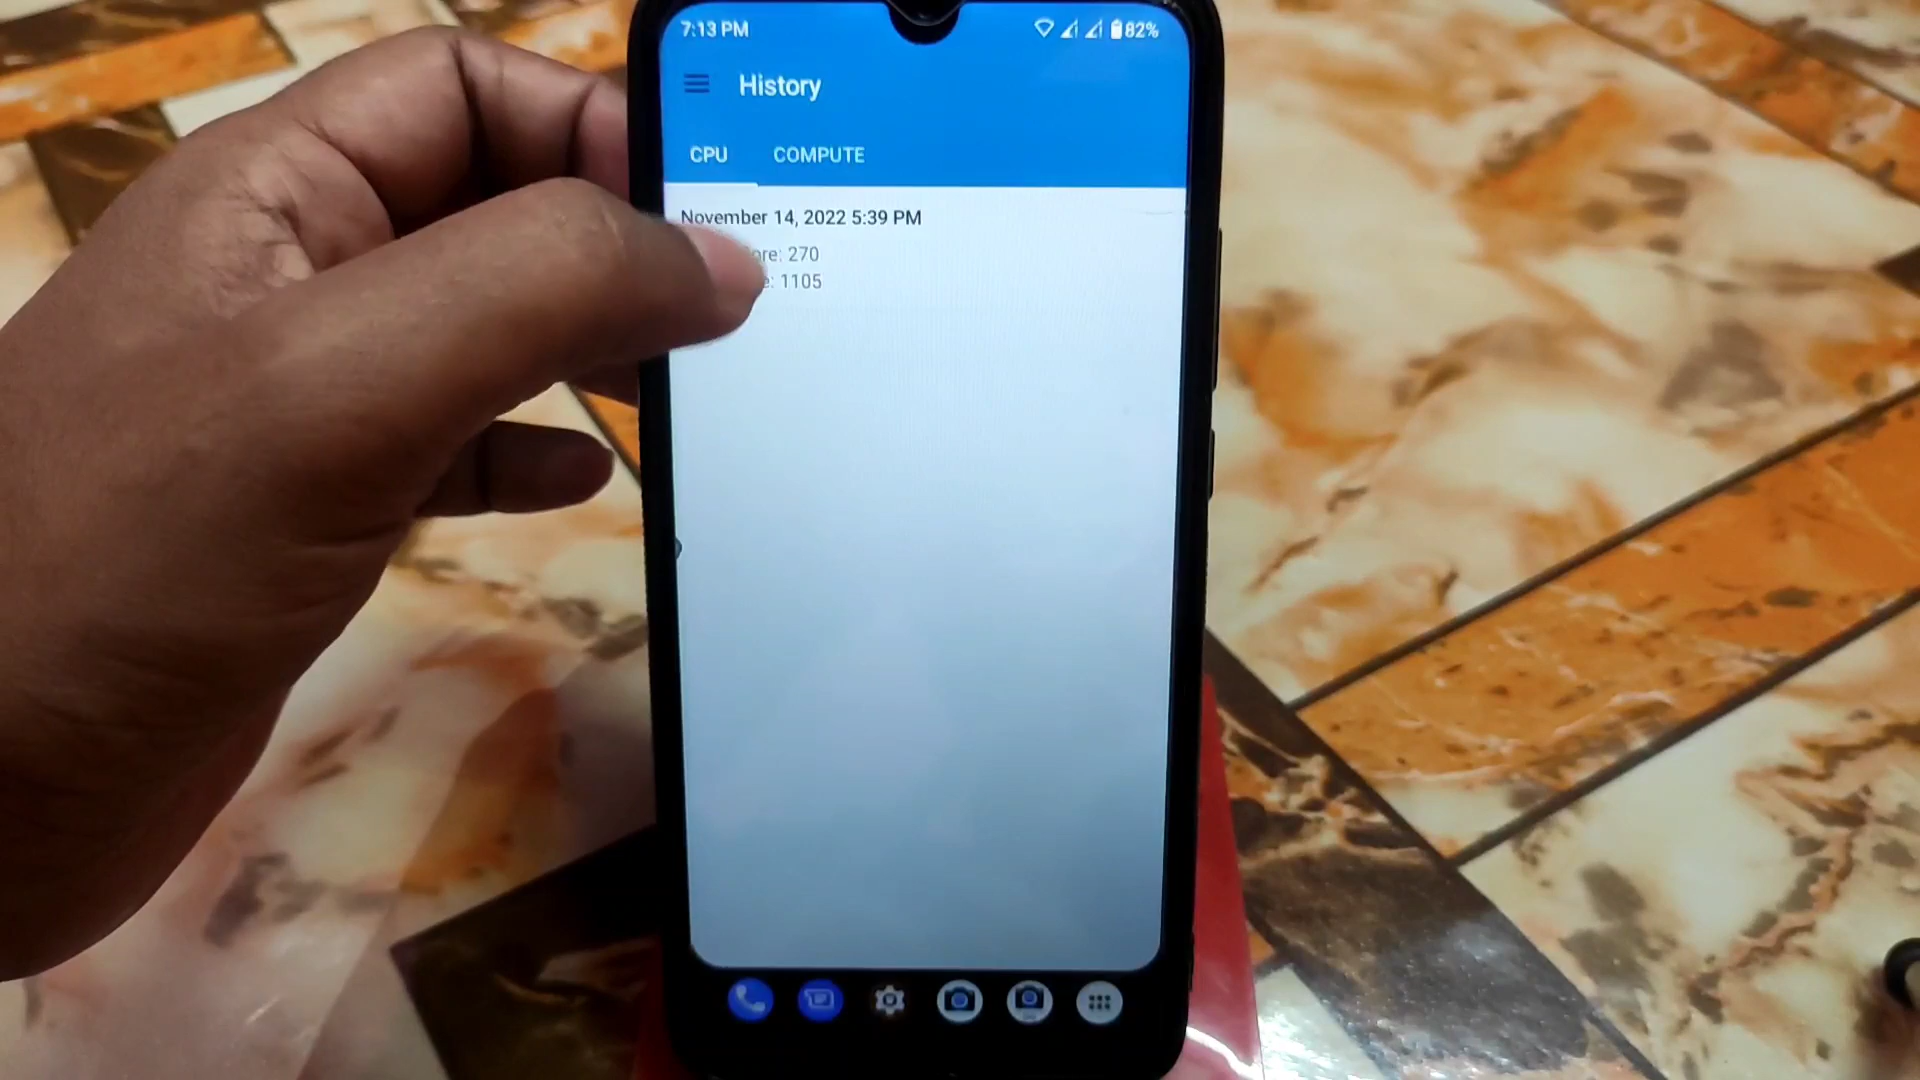 7:13 PM 82%
History
CPU COMPUTE
November 14, 2022 5:39 PM
ore: 270
e: 1105